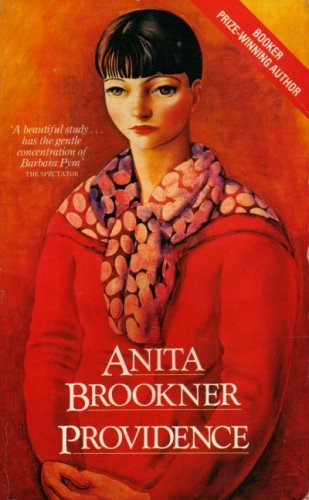 BOOKER
PRIZE-WINNING AUTHOR
'A beautiful study . . .
has the gentle
concentration of
Barbara Pym'
THE SPECTATOR
ANITA
BROOKNER
PROVIDENCE